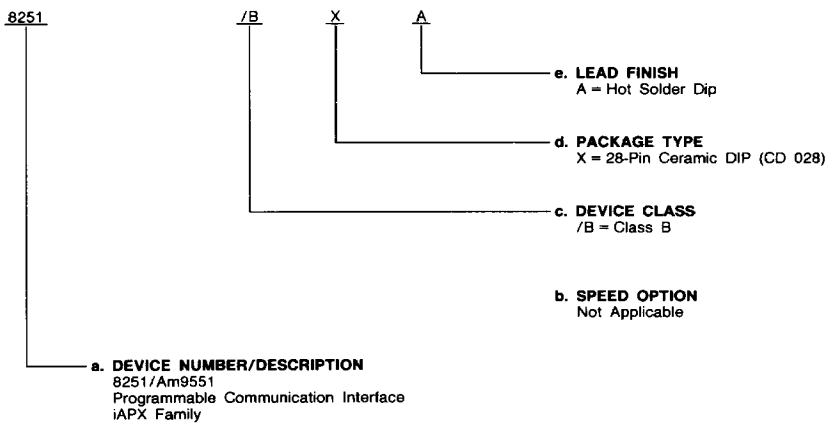 8251 /B X A
e. LEAD FINISH
A = Hot Solder Dip
d. PACKAGE TYPE
X = 28-Pin Ceramic DIP (CD 028)
c. DEVICE CLASS
/B = Class B
b. SPEED OPTION
Not Applicable
a. DEVICE NUMBER/DESCRIPTION
8251/Am9551
Programmable Communication Interface
iAPX Family